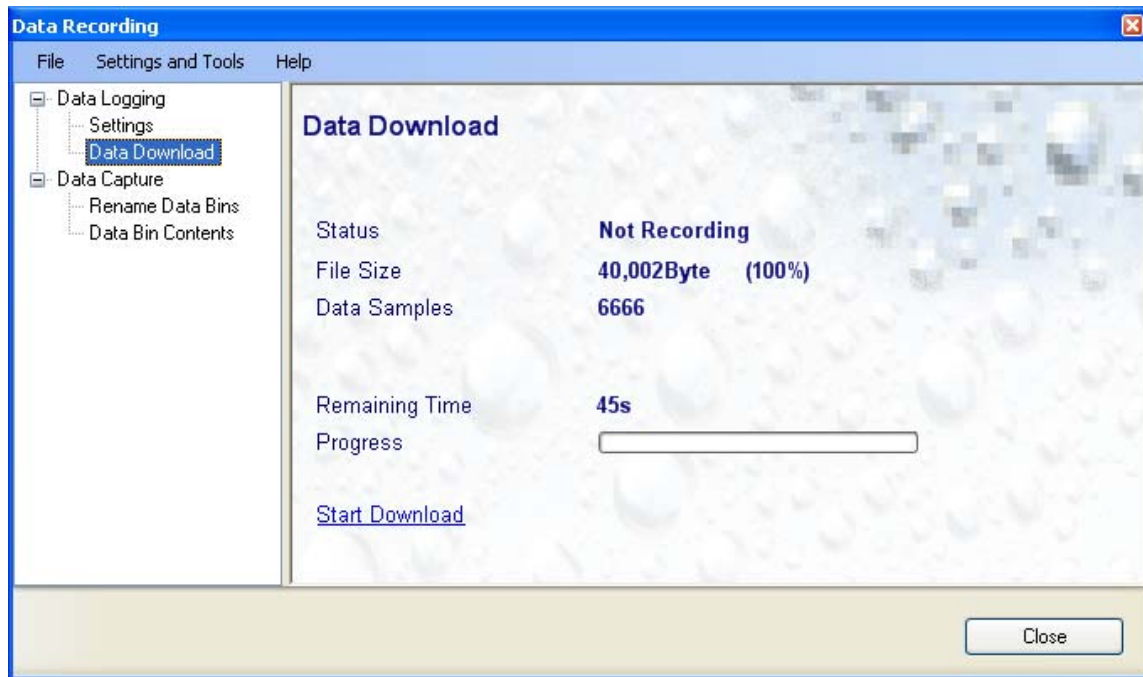 Data Recording
File Settings and Tools Help
Data Logging
Settings
Data Download
Data Capture
Rename Data Bins
Data Bin Contents
Data Download
Status Not Recording
File Size 40,002Byte (100%)
Data Samples 6666
Remaining Time 45s
Progress
Start Download
Close